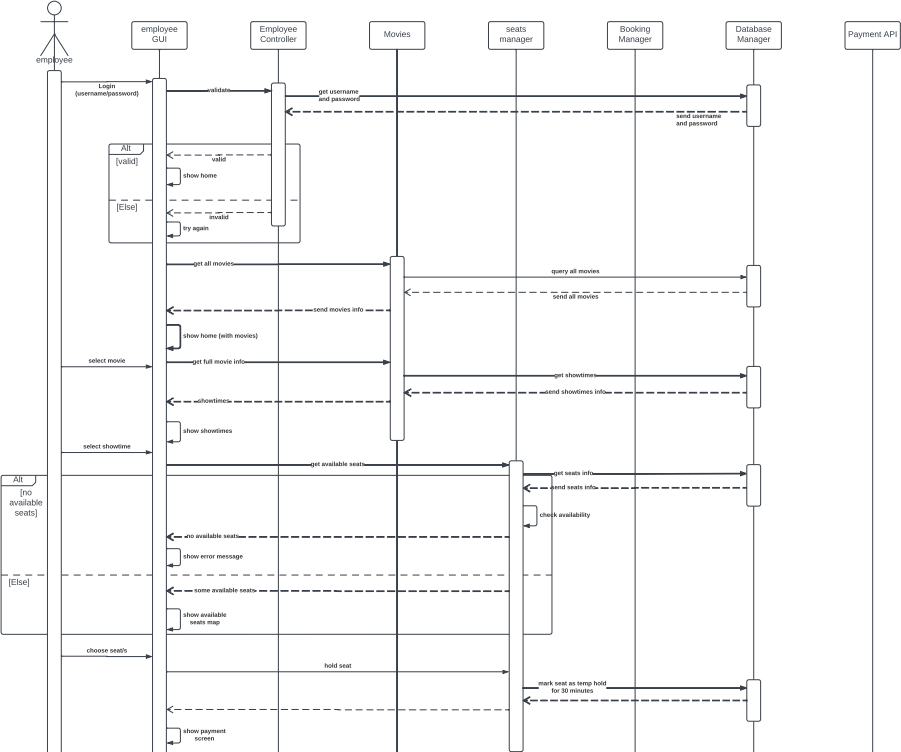 employee
employee
GUI
Employee
Controller
Movies
seats
manager
Booking
Manager
Database
Manager
Payment API
Login
(username/password)
validate
get username
and password
send username
and password
Alt
[valid]
valid
show home
[Else]
invalid
try again
get all movies
query all movies
send all movies
send movies info
show home (with movies)
select movie
get full movie info
get showtimes
send showtimes info
showtimes
show showtimes
select showtime
get available seats
get seats info
Alt
[no
available
seats]
send seats info
check availability
no available seats
show error message
[Else]
some available seats
show available
seats map
choose seat/s
hold seat
mark seat as temp hold
for 30 minutes
show payment
screen